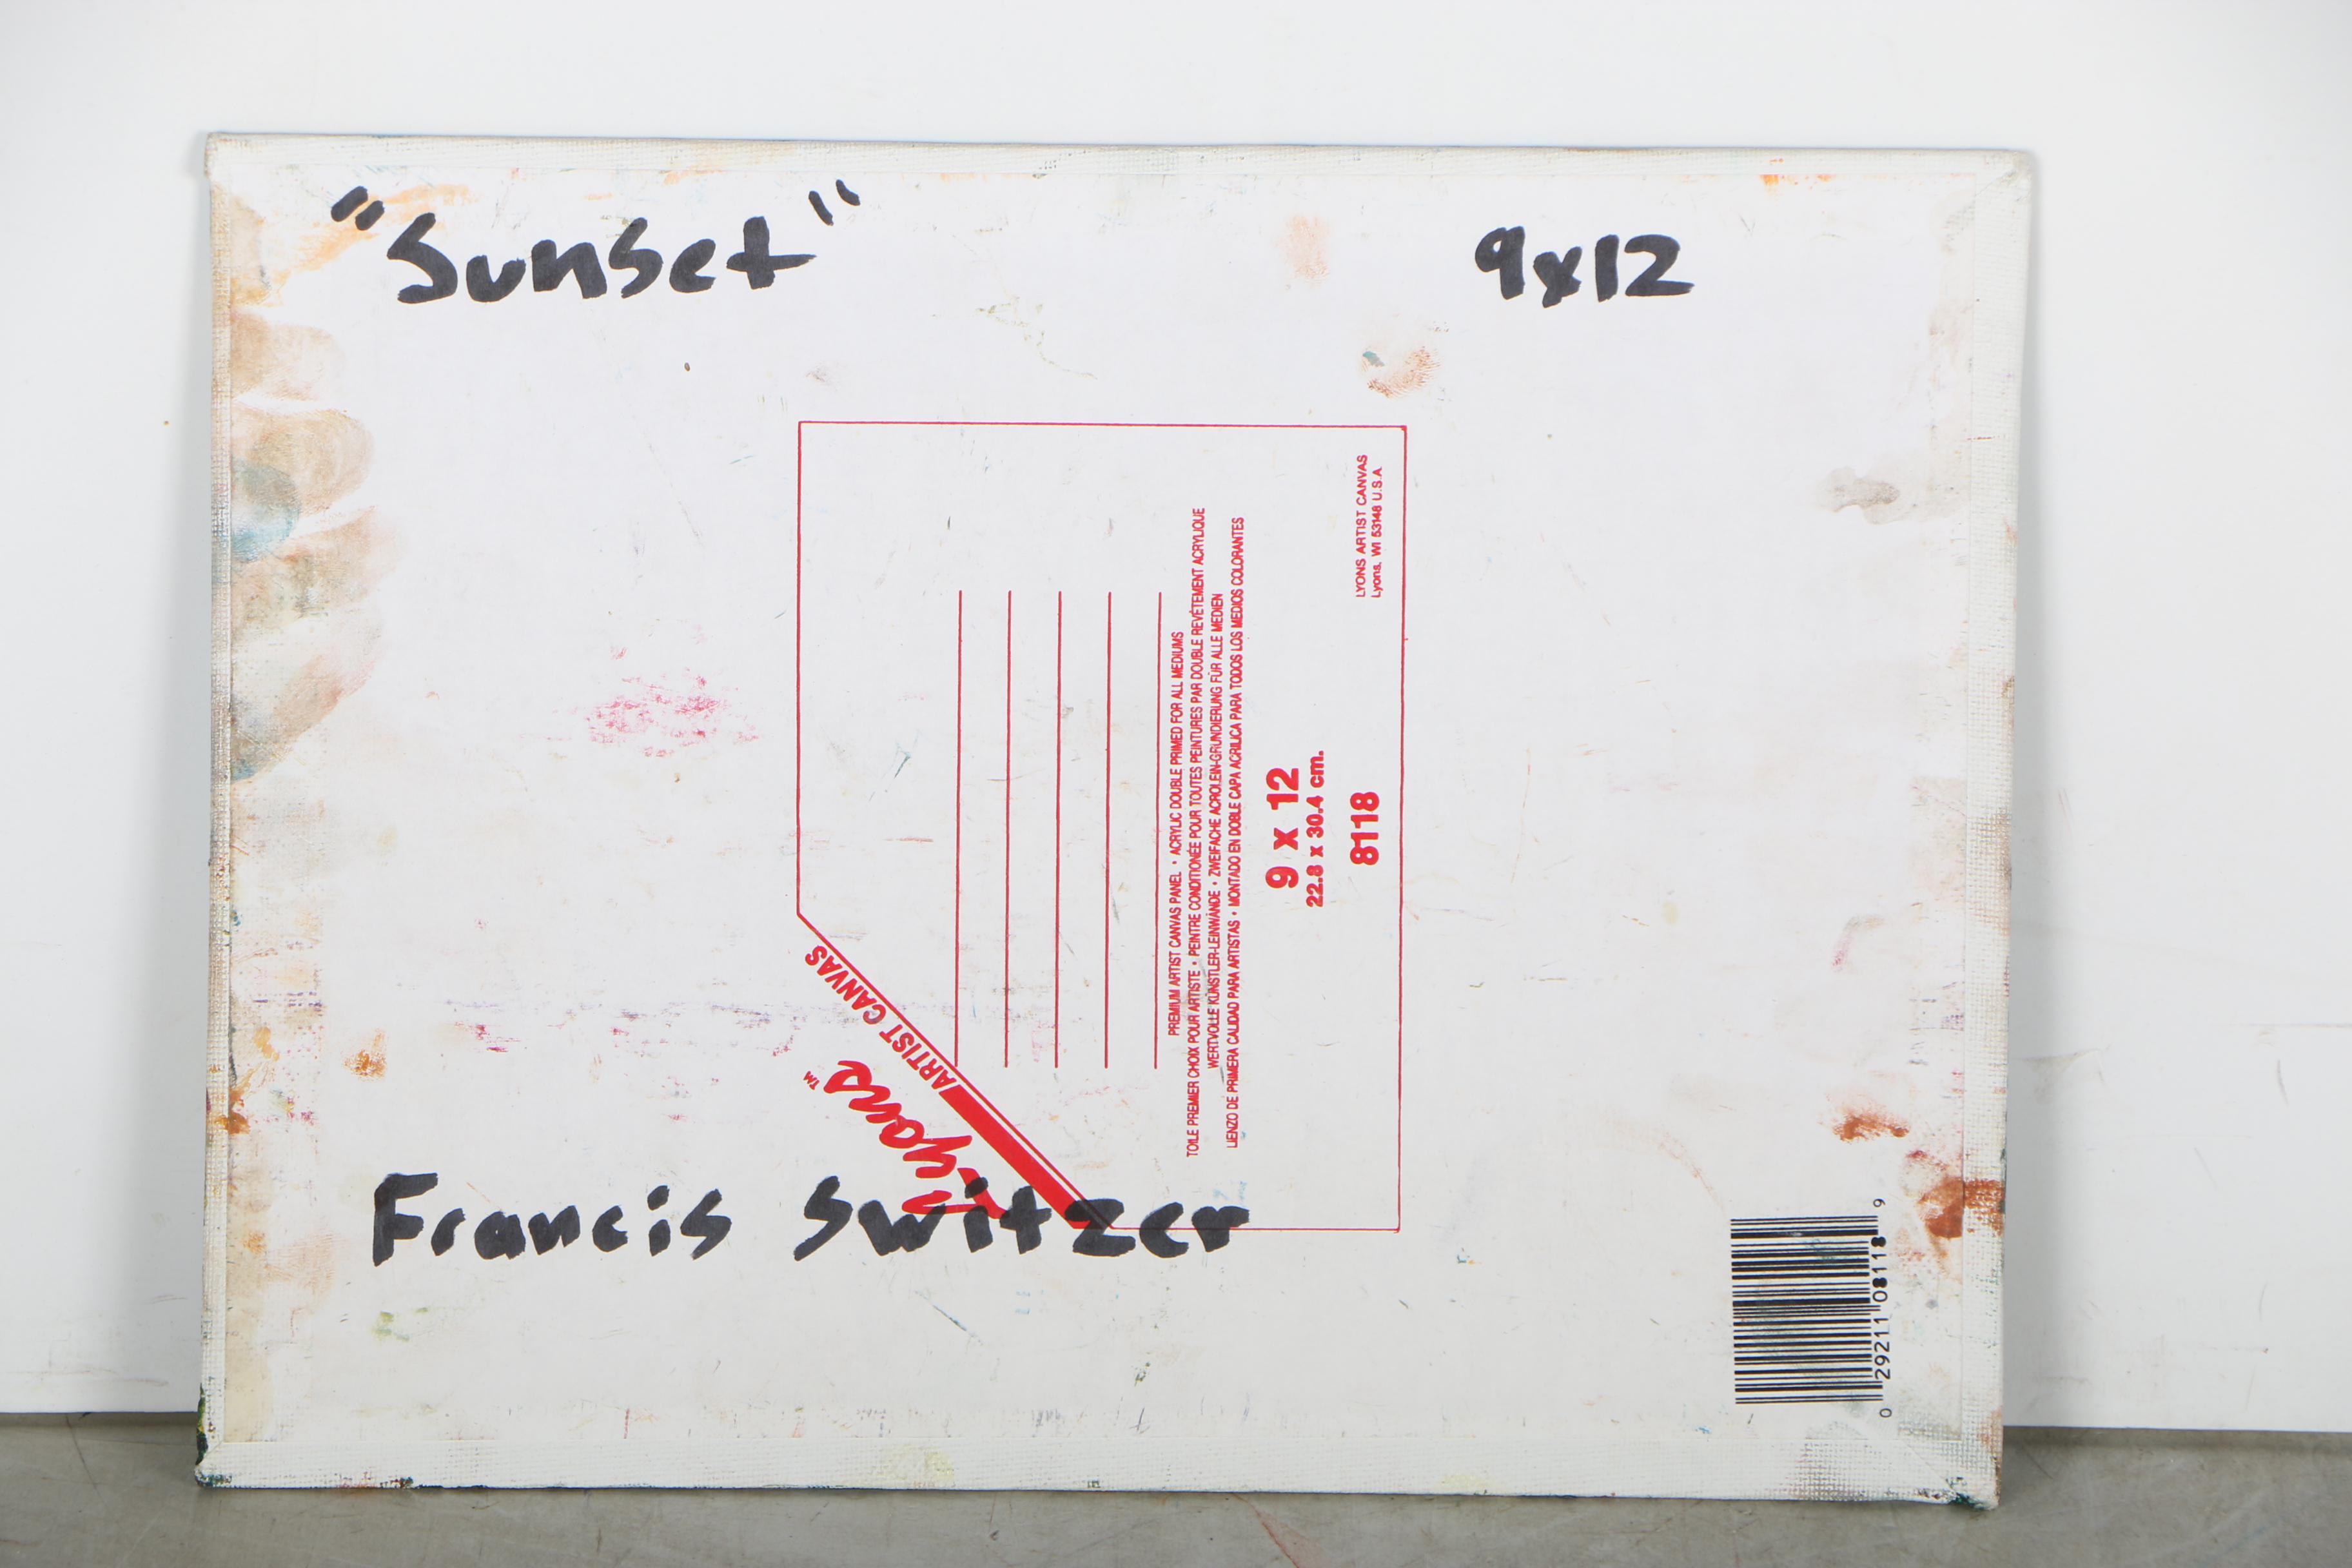 "Sunset"
9x12
Lyons™
ARTIST CANVAS
PREMIUM ARTIST CANVAS PANEL • ACRYLIC DOUBLE PRIMED FOR ALL MEDIUMS
TOILE PREMIER CHOIX POUR ARTISTE • PEINTRE CONDITIONÉE POUR TOUTES PEINTURES PAR DOUBLE REVÊTEMENT ACRYLIQUE
WERTVOLLE KÜNSTLER-LEINWÄNDE • ZWEIFACHE ACROLEIN-GRUNDIERUNG FÜR ALLE MEDIEN
LIENZO DE PRIMERA CALIDAD PARA ARTISTAS • MONTADO EN DOBLE CAPA ACRILICA PARA TODOS LOS MEDIOS COLORANTES
9 x 12
22.8 x 30.4 cm.
8118
LYONS ARTIST CANVAS
Lyons, WI 53148 U.S.A.
Francis Switzer
0 29211 08118 9